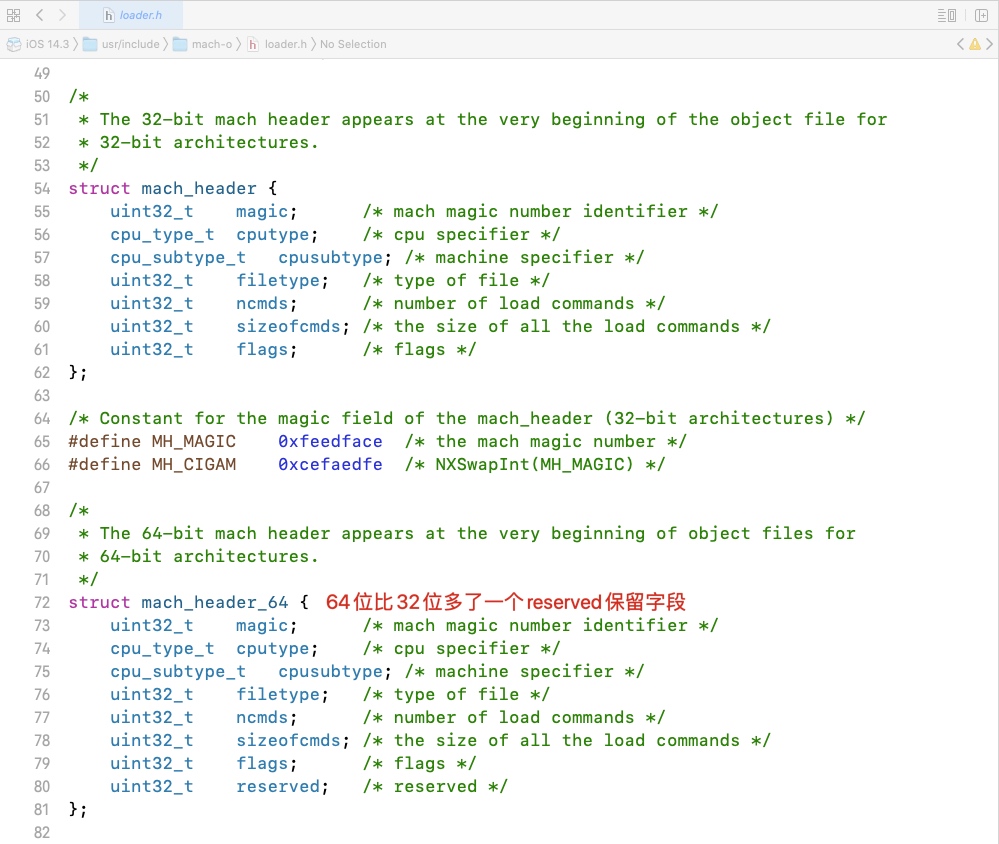 loader.h
iOS 14.3 〉 usr/include 〉 mach-o 〉 loader.h 〉 No Selection
49
50 /*
51  * The 32-bit mach header appears at the very beginning of the object file for
52  * 32-bit architectures.
53  */
54 struct mach_header {
55     uint32_t    magic;      /* mach magic number identifier */
56     cpu_type_t  cputype;    /* cpu specifier */
57     cpu_subtype_t   cpusubtype; /* machine specifier */
58     uint32_t    filetype;   /* type of file */
59     uint32_t    ncmds;      /* number of load commands */
60     uint32_t    sizeofcmds; /* the size of all the load commands */
61     uint32_t    flags;      /* flags */
62 };
63
64 /* Constant for the magic field of the mach_header (32-bit architectures) */
65 #define MH_MAGIC    0xfeedface  /* the mach magic number */
66 #define MH_CIGAM    0xcefaedfe  /* NXSwapInt(MH_MAGIC) */
67
68 /*
69  * The 64-bit mach header appears at the very beginning of object files for
70  * 64-bit architectures.
71  */
72 struct mach_header_64 { 64位比32位多了一个reserved保留字段
73     uint32_t    magic;      /* mach magic number identifier */
74     cpu_type_t  cputype;    /* cpu specifier */
75     cpu_subtype_t   cpusubtype; /* machine specifier */
76     uint32_t    filetype;   /* type of file */
77     uint32_t    ncmds;      /* number of load commands */
78     uint32_t    sizeofcmds; /* the size of all the load commands */
79     uint32_t    flags;      /* flags */
80     uint32_t    reserved;   /* reserved */
81 };
82